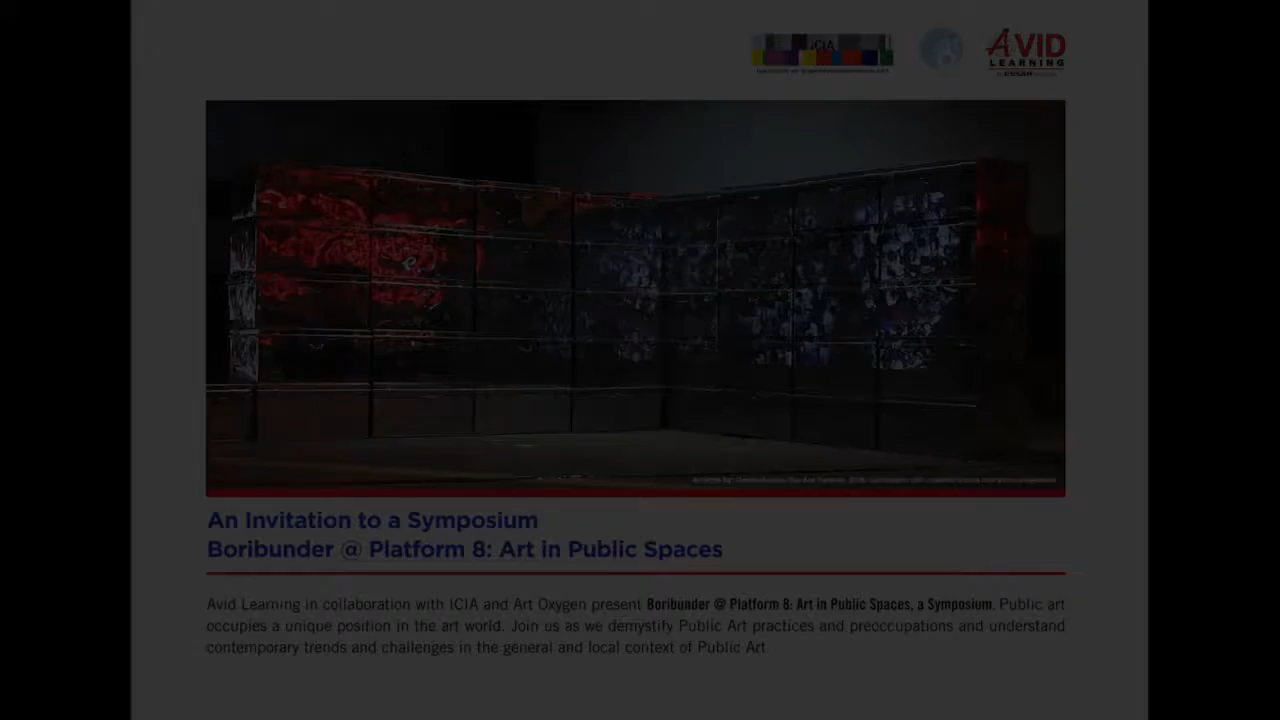 iCIA
AVID
LEARNING
An Invitation to a Symposium
Boribunder @ Platform 8: Art in Public Spaces
Avid Learning in collaboration with ICIA and Art Oxygen present Boribunder @ Platform 8: Art in Public Spaces, a Symposium. Public art
occupies a unique position in the art world. Join us as we demystify Public Art practices and preoccupations and understand
contemporary trends and challenges in the general and local context of Public Art